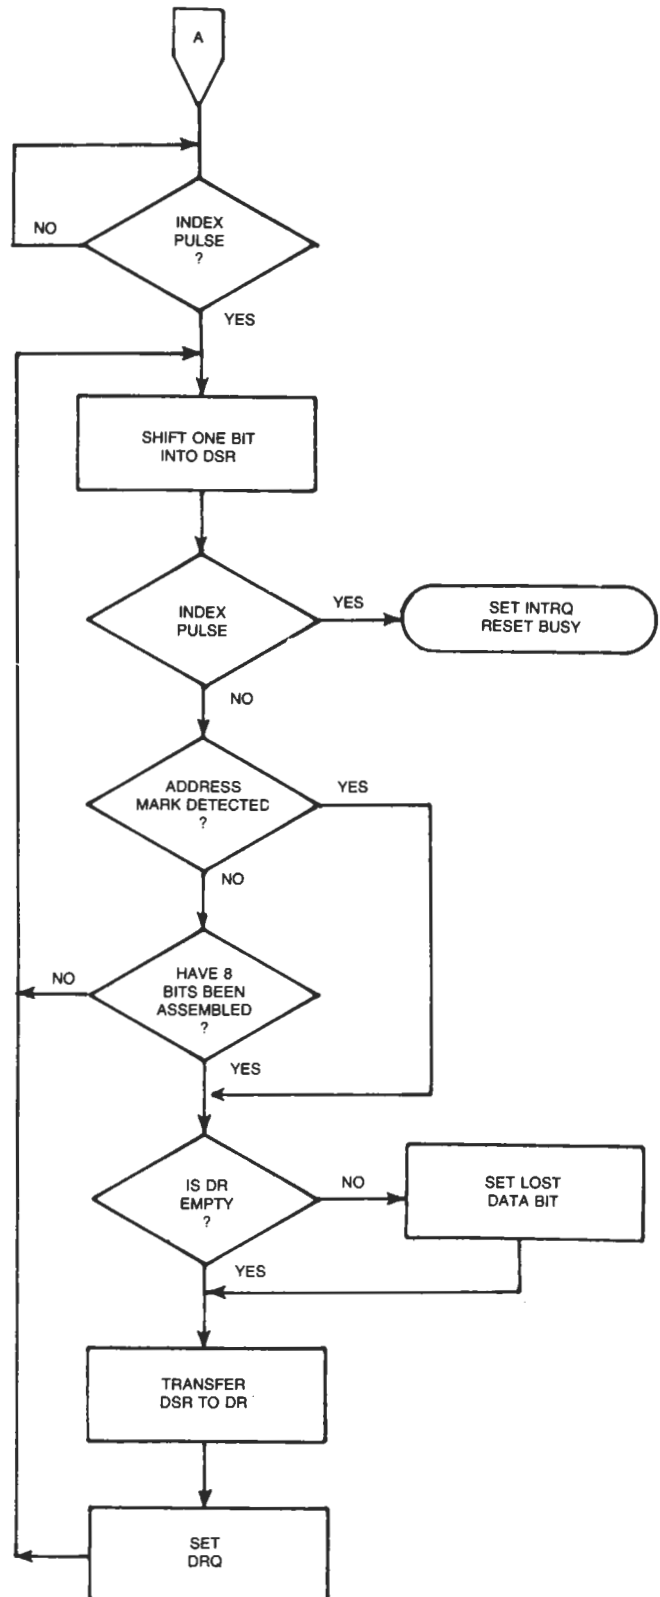 A
INDEX
PULSE
?
NO
YES
SHIFT ONE BIT
INTO DSR
INDEX
PULSE
YES
SET INTRQ
RESET BUSY
NO
ADDRESS
MARK DETECTED
?
YES
NO
HAVE 8
BITS BEEN
ASSEMBLED
?
NO
YES
IS DR
EMPTY
?
NO
SET LOST
DATA BIT
YES
TRANSFER
DSR TO DR
SET
DRQ